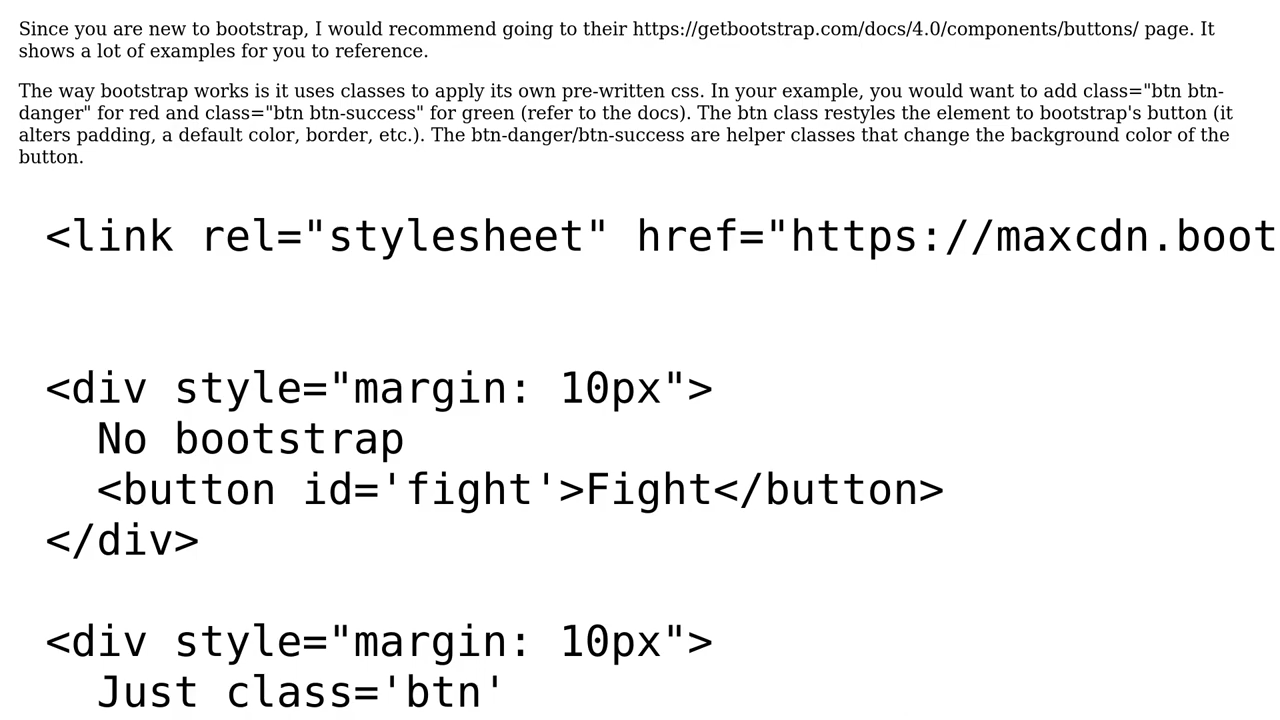 Since you are new to bootstrap, I would recommend going to their https://getbootstrap.com/docs/4.0/components/buttons/ page. It
shows a lot of examples for you to reference.
The way bootstrap works is it uses classes to apply its own pre-written css. In your example, you would want to add class="btn btn-
danger" for red and class="btn btn-success" for green (refer to the docs). The btn class restyles the element to bootstrap's button (it
alters padding, a default color, border, etc.). The btn-danger/btn-success are helper classes that change the background color of the
button.
<link rel="stylesheet" href="https://maxcdn.boot
<div style="margin: 10px">
  No bootstrap
  <button id='fight'>Fight</button>
</div>
<div style="margin: 10px">
  Just class='btn'